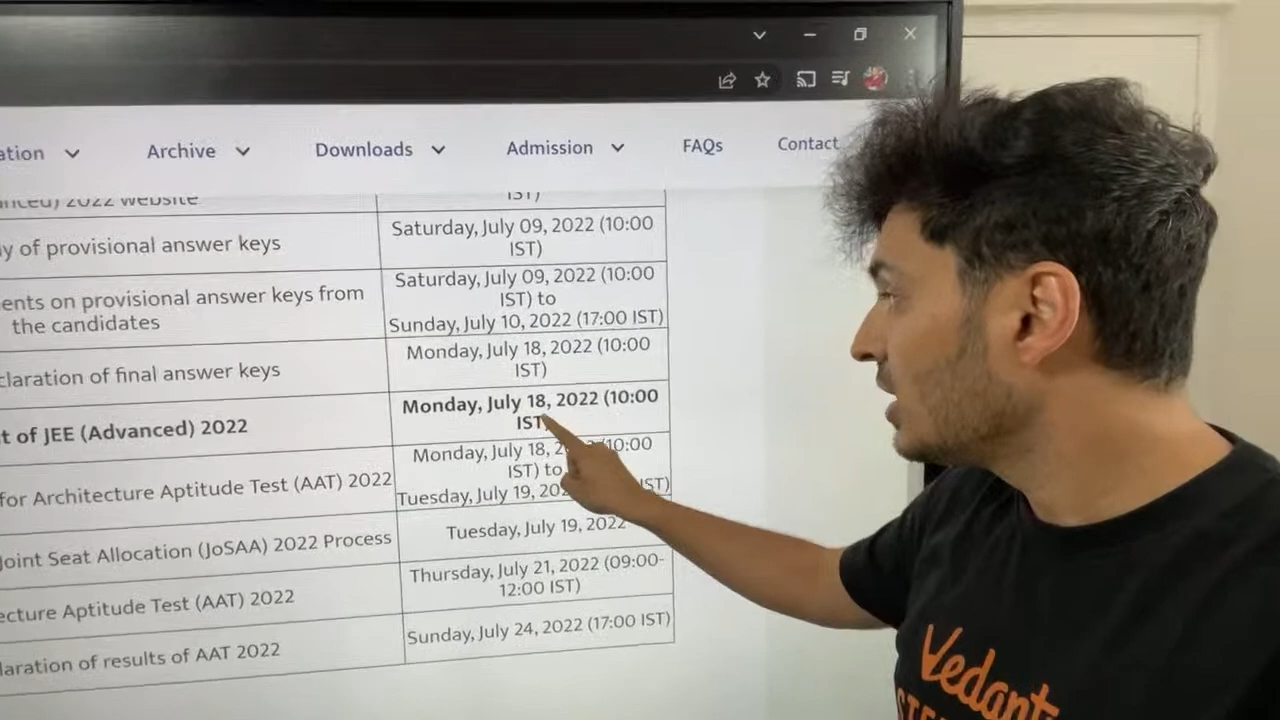 ation Archive Downloads Admission FAQs Contact
2022 website
IST)
y of provisional answer keys
Saturday, July 09, 2022 (10:00
IST)
ents on provisional answer keys from
the candidates
Saturday, July 09, 2022 (10:00
IST) to
Sunday, July 10, 2022 (17:00 IST)
claration of final answer keys
Monday, July 18, 2022 (10:00
IST)
t of JEE (Advanced) 2022
Monday, July 18, 2022 (10:00
IST)
for Architecture Aptitude Test (AAT) 2022
Monday, July 18, 2 10:00
IST) to
Tuesday, July 19, 202 IST)
Joint Seat Allocation (JoSAA) 2022 Process
Tuesday, July 19, 2022
ecture Aptitude Test (AAT) 2022
Thursday, July 21, 2022 (09:00-
12:00 IST)
laration of results of AAT 2022
Sunday, July 24, 2022 (17:00 IST)
Vedant